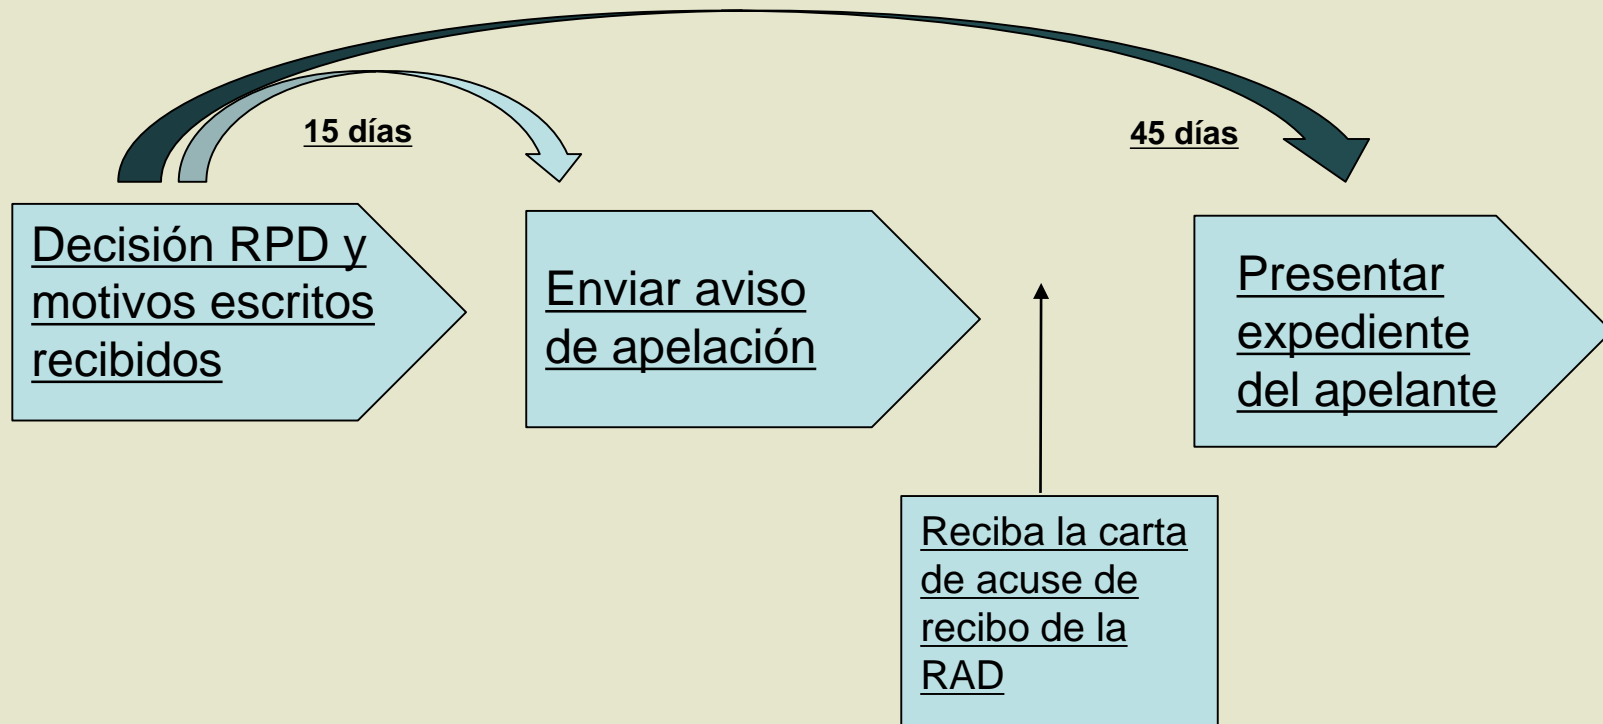 15 días
45 días
Decisión RPD y
motivos escritos
recibidos
Enviar aviso
de apelación
Presentar
expediente
del apelante
Reciba la carta
de acuse de
recibo de la
RAD